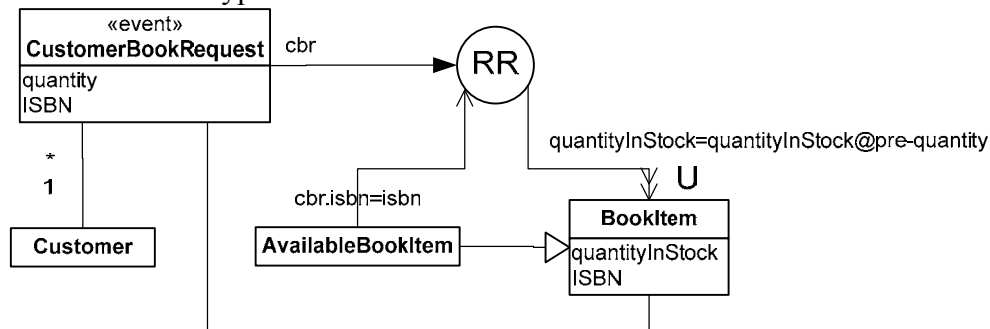 «event»
CustomerBookRequest
quantity
ISBN
cbr
RR
quantityInStock=quantityInStock@pre-quantity
U
*
1
cbr.isbn=isbn
Customer
AvailableBookItem
BookItem
quantityInStock
ISBN